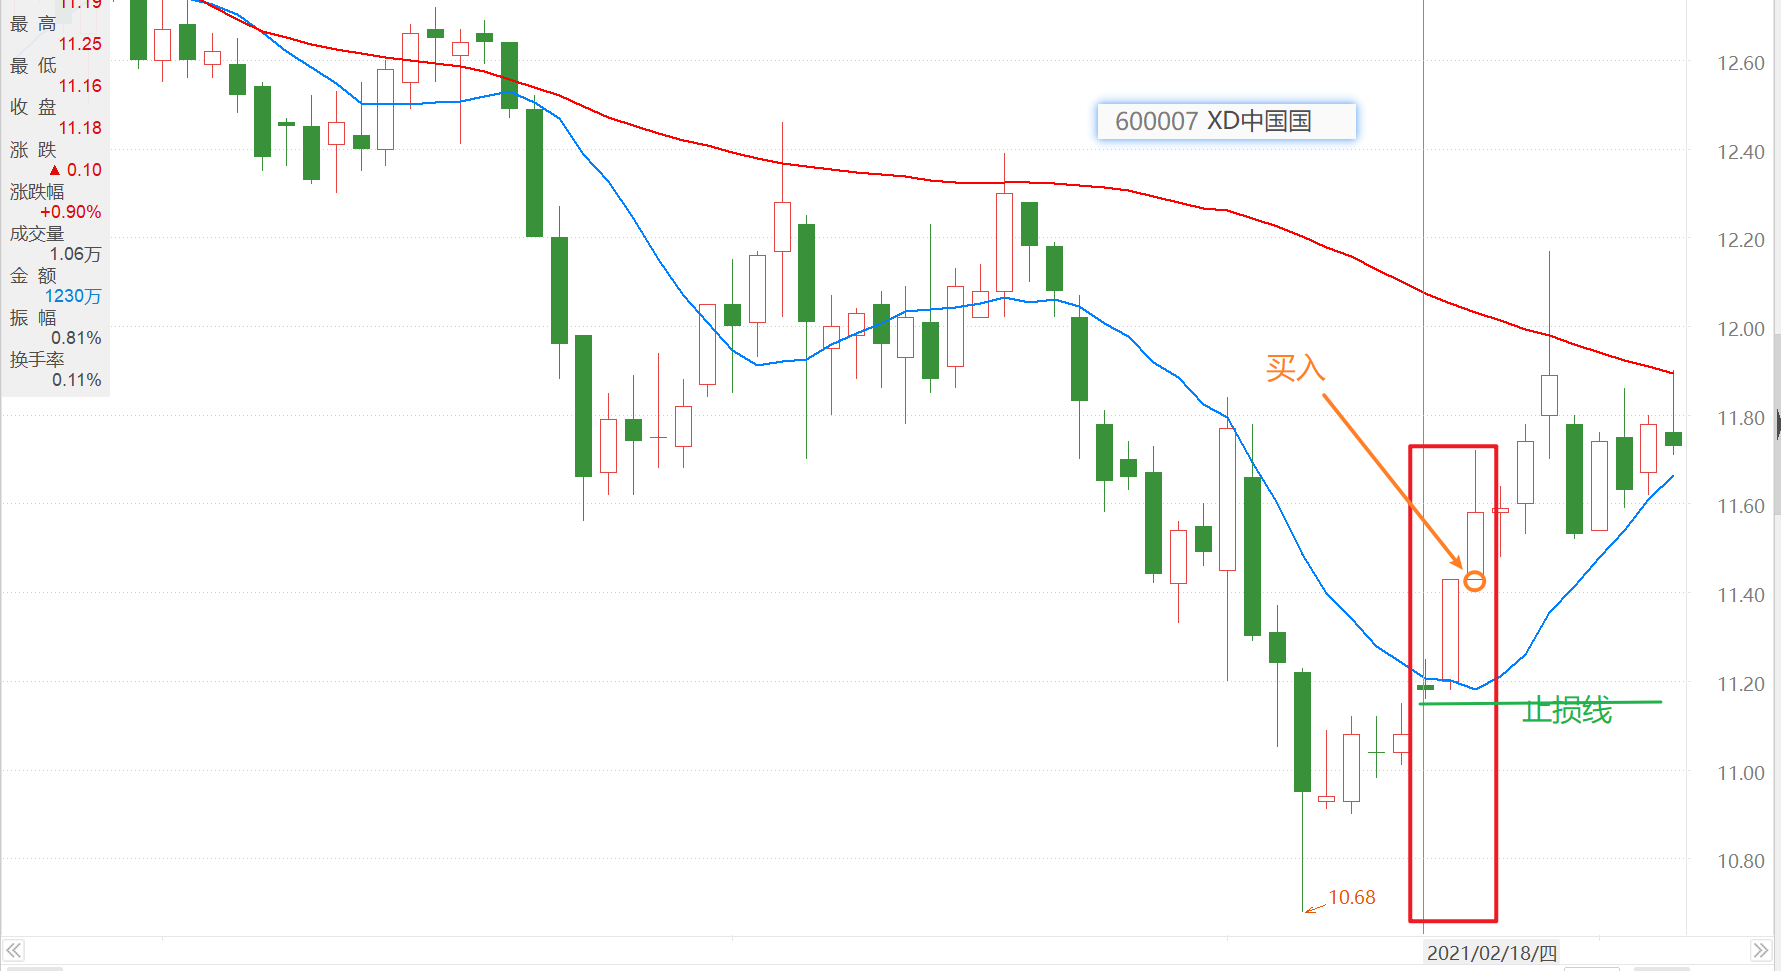 11.19
最 高
11.25
最 低
11.16
收 盘
11.18
涨 跌
▲ 0.10
涨跌幅
+0.90%
成交量
1.06万
金 额
1230万
振 幅
0.81%
换手率
0.11%
600007 XD中国国
买入
止损线
10.68
12.60
12.40
12.20
12.00
11.80
11.60
11.40
11.20
11.00
10.80
2021/02/18/四